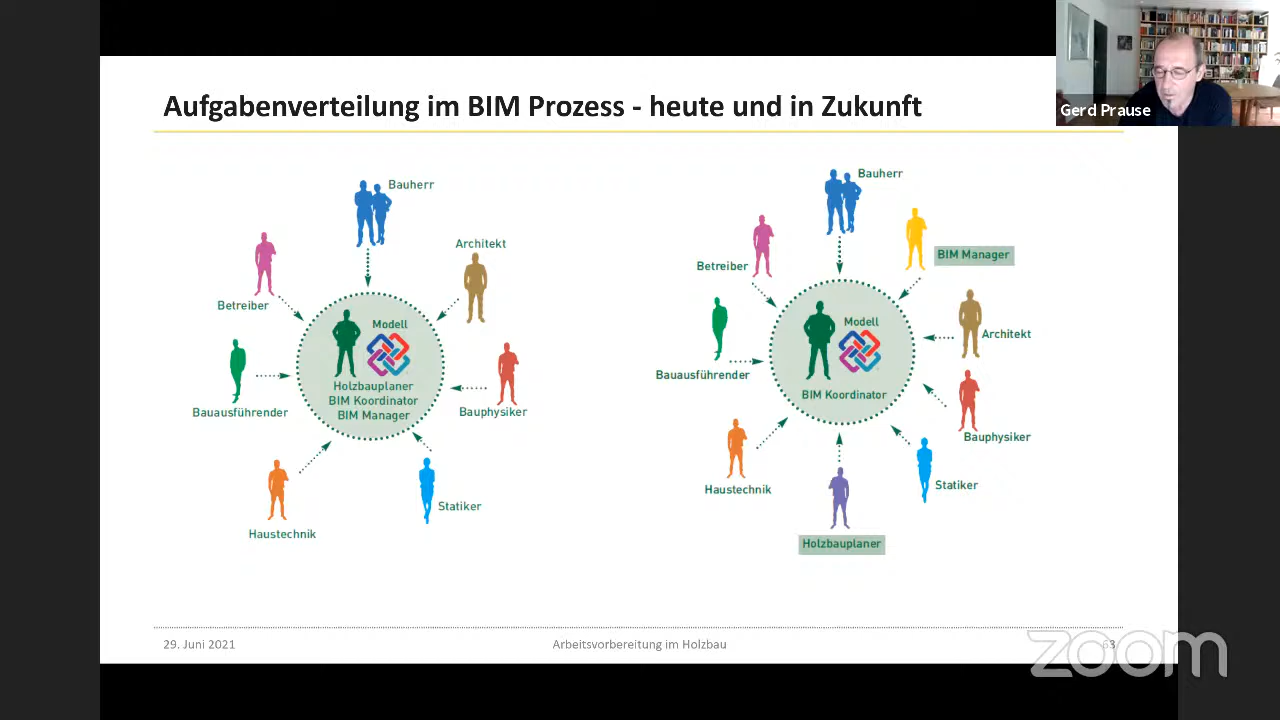 Gerd Prause
Aufgabenverteilung im BIM Prozess - heute und in Zukunft
Bauherr
Architekt
Betreiber
Modell
Holzbauplaner
BIM Koordinator
BIM Manager
Bauausführender
Bauphysiker
Statiker
Haustechnik
Bauherr
BIM Manager
Betreiber
Modell
Architekt
Bauausführender
BIM Koordinator
Bauphysiker
Haustechnik
Statiker
Holzbauplaner
29. Juni 2021
Arbeitsvorbereitung im Holzbau
63
zoom